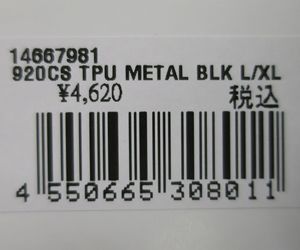 14667981
920CS TPU METAL BLK L/XL
¥4,620 税込
4 550665 308011